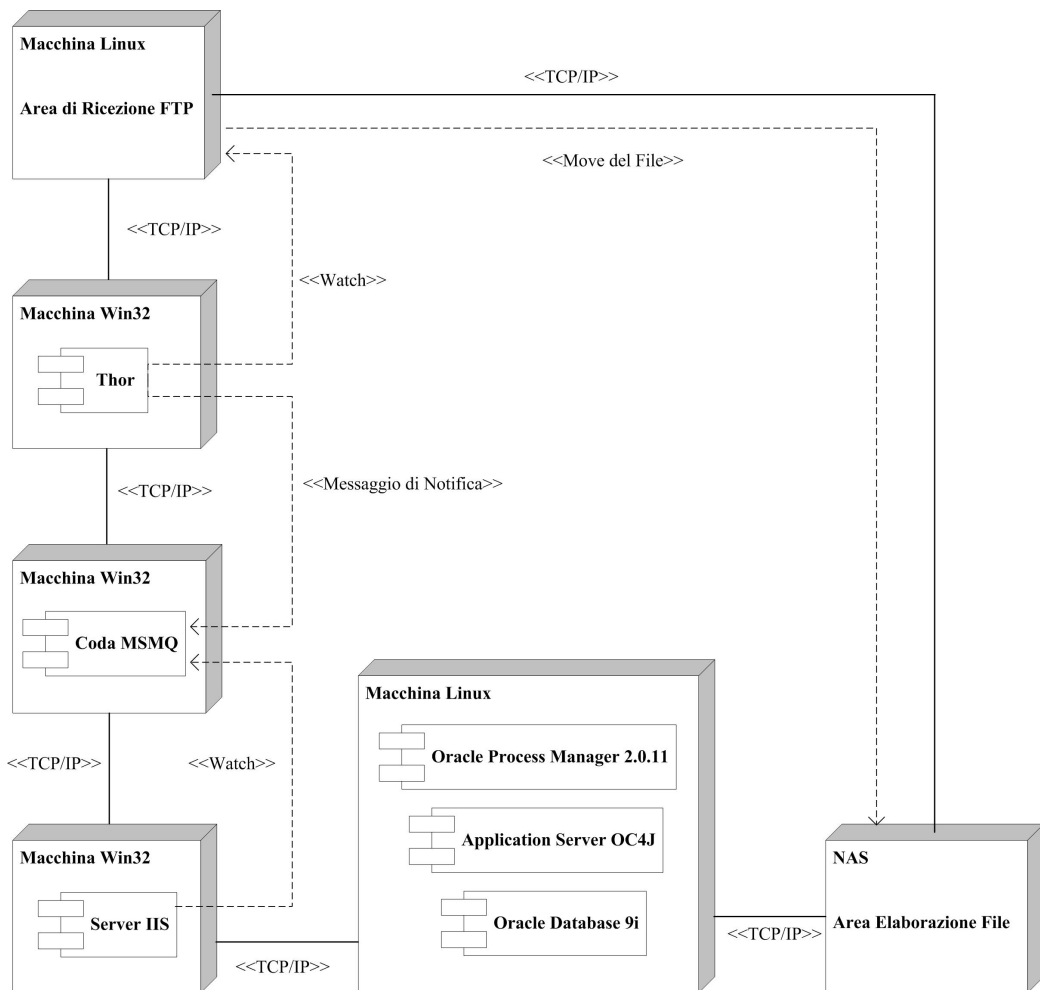 Macchina Linux
<<TCP/IP>>
Area di Ricezione FTP
<<Move del File>>
<<TCP/IP>>
<<Watch>>
Macchina Win32
Thor
<<Messaggio di Notifica>>
<<TCP/IP>>
Macchina Win32
Coda MSMQ
Macchina Linux
Oracle Process Manager 2.0.11
<<TCP/IP>>
<<Watch>>
Application Server OC4J
Macchina Win32
NAS
Server IIS
Oracle Database 9i
Area Elaborazione File
<<TCP/IP>>
<<TCP/IP>>